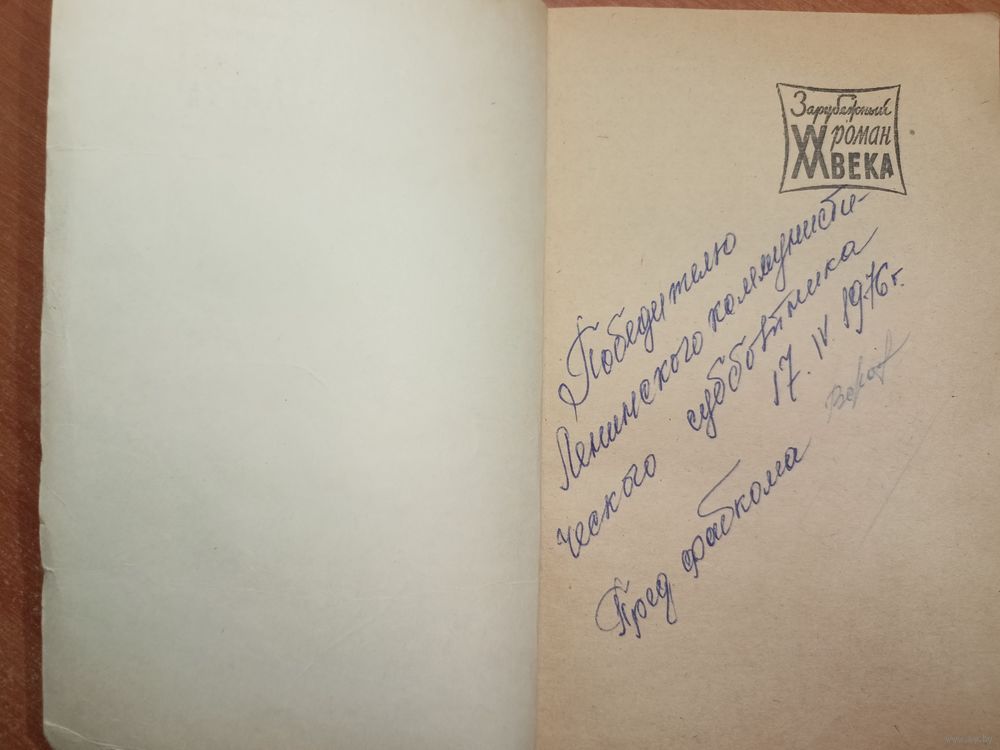 Зарубежный
роман
XX ВЕКА
Победителю
Ленинского коммунисти-
ческого субботника
17. IV 1976 г.
Пред фабкома